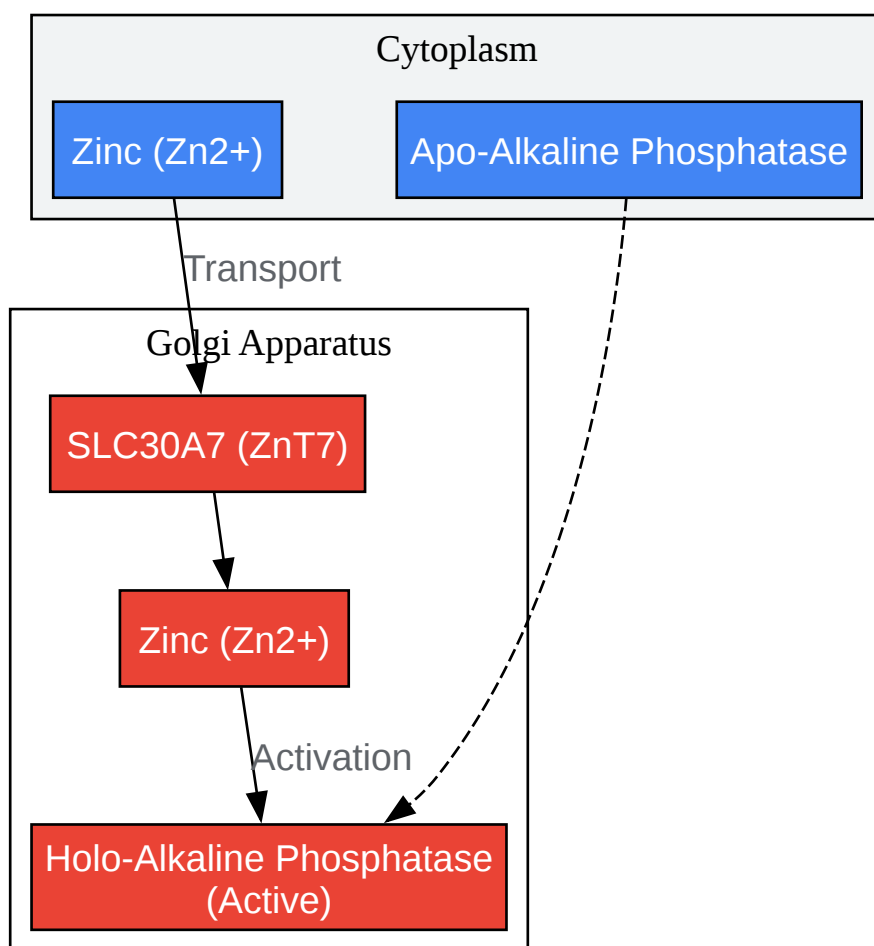 Cytoplasm
Zinc (Zn2+)
Apo-Alkaline Phosphatase
Transport
Golgi Apparatus
SLC30A7 (ZnT7)
Zinc (Zn2+)
Activation
Holo-Alkaline Phosphatase
(Active)